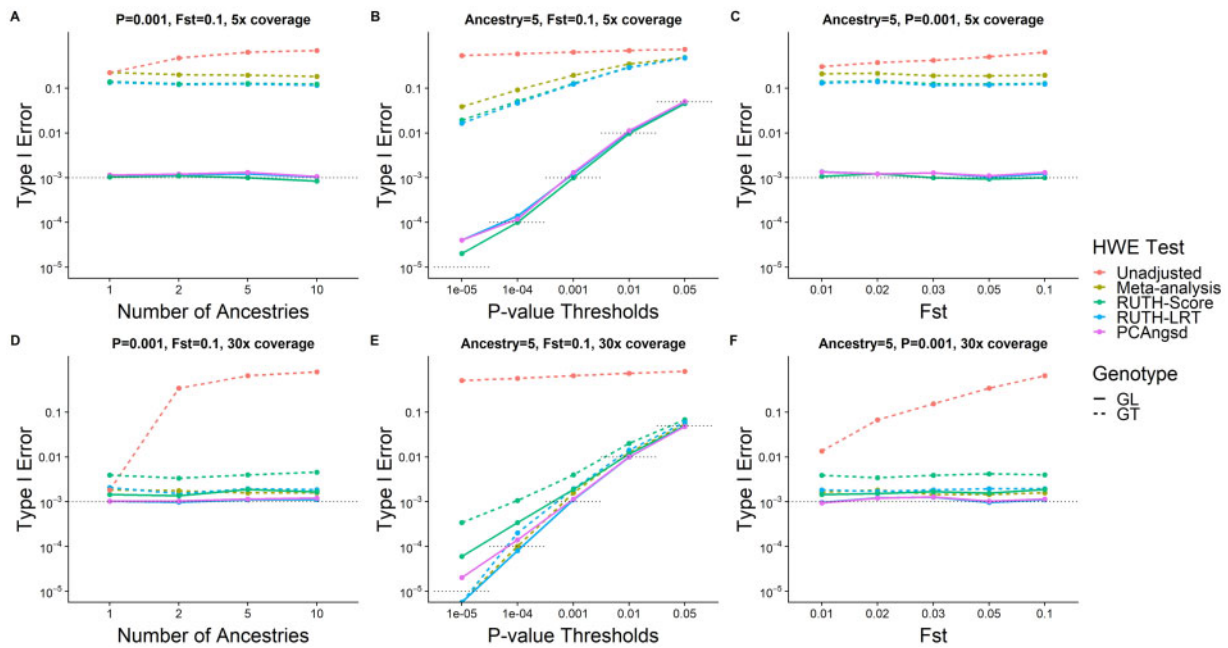 A
P=0.001, Fst=0.1, 5x coverage
Type I Error
0.1
0.01
10⁻³
10⁻⁴
10⁻⁵
1 2 5 10
Number of Ancestries
B
Ancestry=5, Fst=0.1, 5x coverage
Type I Error
0.1
0.01
10⁻³
10⁻⁴
10⁻⁵
1e-05 1e-04 0.001 0.01 0.05
P-value Thresholds
C
Ancestry=5, P=0.001, 5x coverage
Type I Error
0.1
0.01
10⁻³
10⁻⁴
10⁻⁵
0.01 0.02 0.03 0.05 0.1
Fst
D
P=0.001, Fst=0.1, 30x coverage
Type I Error
0.1
0.01
10⁻³
10⁻⁴
10⁻⁵
1 2 5 10
Number of Ancestries
E
Ancestry=5, Fst=0.1, 30x coverage
Type I Error
0.1
0.01
10⁻³
10⁻⁴
10⁻⁵
1e-05 1e-04 0.001 0.01 0.05
P-value Thresholds
F
Ancestry=5, P=0.001, 30x coverage
Type I Error
0.1
0.01
10⁻³
10⁻⁴
10⁻⁵
0.01 0.02 0.03 0.05 0.1
Fst
HWE Test
Unadjusted
Meta-analysis
RUTH-Score
RUTH-LRT
PCAngsd
Genotype
GL
GT